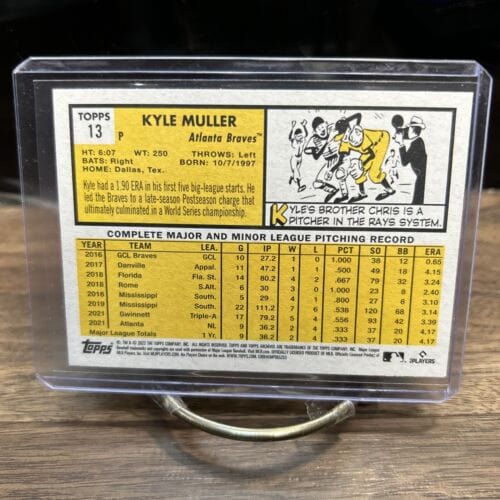 TOPPS
13
P
KYLE MULLER
Atlanta Braves™
HT: 6:07 WT: 250 THROWS: Left
BATS: Right BORN: 10/7/1997
HOME: Dallas, Tex.
Kyle had a 1.90 ERA in his first five big-league starts. He
led the Braves to a late-season Postseason charge that
ultimately culminated in a World Series championship.
KYLE'S BROTHER CHRIS IS A
PITCHER IN THE RAYS SYSTEM.
COMPLETE MAJOR AND MINOR LEAGUE PITCHING RECORD
YEAR TEAM LEA. G IP W L PCT SO BB ERA
2016 GCL Braves GCL 10 27.2 1 0 1.000 38 12 0.65
2017 Danville Appal. 11 47.2 1 1 .500 49 18 4.15
2018 Florida Fla. St. 14 80.2 4 2 .667 79 32 3.24
2018 Rome S. Atl. 6 30 3 0 1.000 23 8 2.40
2018 Mississippi South. 5 29 4 1 .800 27 6 3.10
2019 Mississippi South. 22 111.2 7 6 .538 120 68 3.14
2021 Gwinnett Triple-A 17 79.2 5 4 .556 93 42 3.39
2021 Atlanta NL 9 36.2 2 4 .333 37 20 4.17
Major League Totals 1 Yr. 9 36.2 2 4 .333 37 20 4.17
Topps
PLAYERS